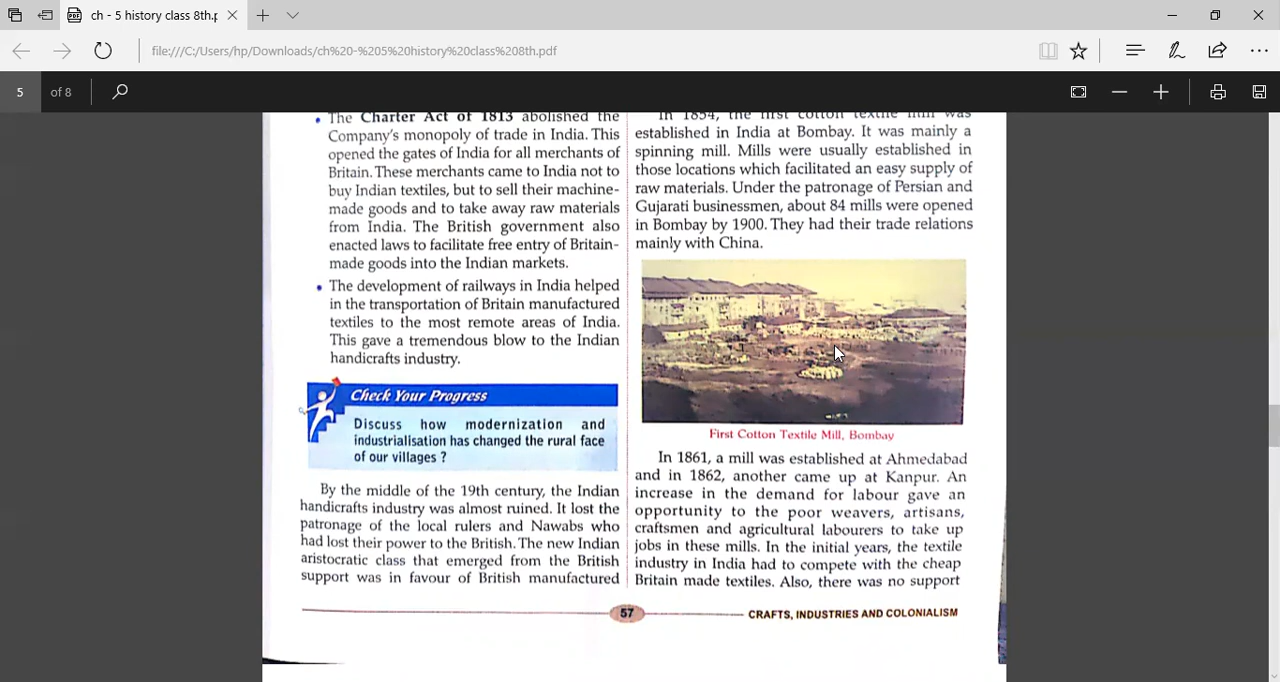 ch - 5 history class 8th.p
file:///C:/Users/hp/Downloads/ch%20-%205%20history%20class%208th.pdf
5 of 8
• The Charter Act of 1813 abolished the
Company's monopoly of trade in India. This
opened the gates of India for all merchants of
Britain. These merchants came to India not to
buy Indian textiles, but to sell their machine-
made goods and to take away raw materials
from India. The British government also
enacted laws to facilitate free entry of Britain-
made goods into the Indian markets.
• The development of railways in India helped
in the transportation of Britain manufactured
textiles to the most remote areas of India.
This gave a tremendous blow to the Indian
handicrafts industry.
Check Your Progress
Discuss how modernization and
industrialisation has changed the rural face
of our villages ?
By the middle of the 19th century, the Indian
handicrafts industry was almost ruined. It lost the
patronage of the local rulers and Nawabs who
had lost their power to the British. The new Indian
aristocratic class that emerged from the British
support was in favour of British manufactured
In 1854, the first cotton textile mill was
established in India at Bombay. It was mainly a
spinning mill. Mills were usually established in
those locations which facilitated an easy supply of
raw materials. Under the patronage of Persian and
Gujarati businessmen, about 84 mills were opened
in Bombay by 1900. They had their trade relations
mainly with China.
First Cotton Textile Mill, Bombay
In 1861, a mill was established at Ahmedabad
and in 1862, another came up at Kanpur. An
increase in the demand for labour gave an
opportunity to the poor weavers, artisans,
craftsmen and agricultural labourers to take up
jobs in these mills. In the initial years, the textile
industry in India had to compete with the cheap
Britain made textiles. Also, there was no support
57
CRAFTS, INDUSTRIES AND COLONIALISM